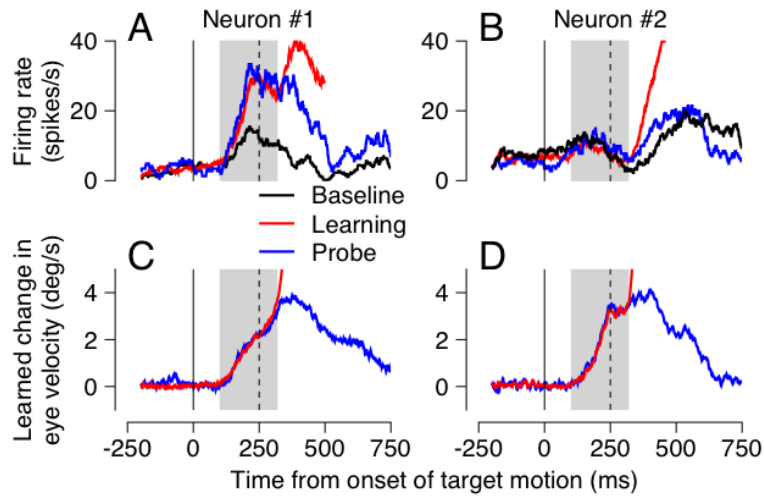 Neuron #1
Neuron #2
A
B
Firing rate
(spikes/s)
40
20
0
40
20
0
Baseline
Learning
Probe
C
D
Learned change in
eye velocity (deg/s)
4
2
0
4
2
0
-250 0 250 500 750
-250 0 250 500 750
Time from onset of target motion (ms)